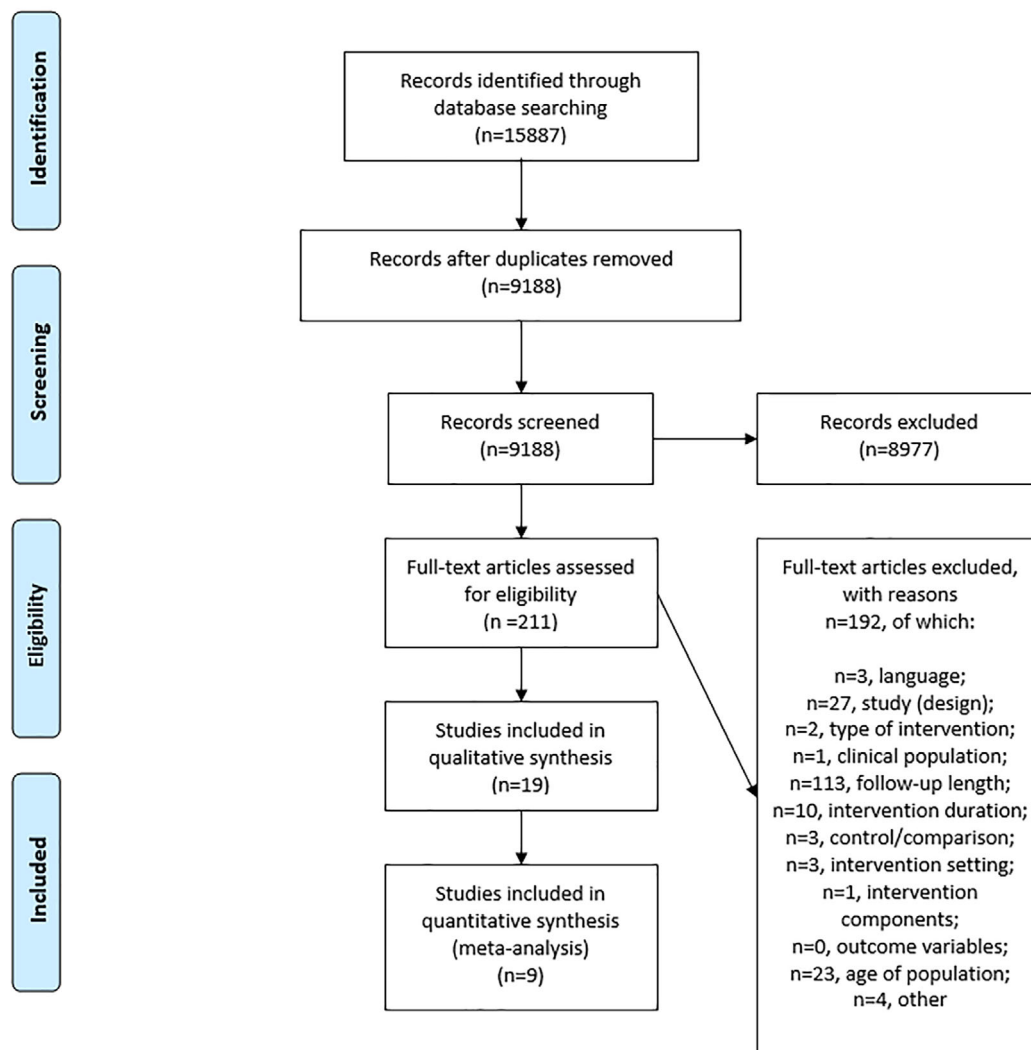 Identification
Records identified through
database searching
(n=15887)
Records after duplicates removed
(n=9188)
Screening
Records screened
(n=9188)
Records excluded
(n=8977)
Eligibility
Full-text articles assessed
for eligibility
(n =211)
Full-text articles excluded,
with reasons
n=192, of which:
n=3, language;
n=27, study (design);
n=2, type of intervention;
n=1, clinical population;
n=113, follow-up length;
n=10, intervention duration;
n=3, control/comparison;
n=3, intervention setting;
n=1, intervention
components;
n=0, outcome variables;
n=23, age of population;
n=4, other
Studies included in
qualitative synthesis
(n=19)
Included
Studies included in
quantitative synthesis
(meta-analysis)
(n=9)